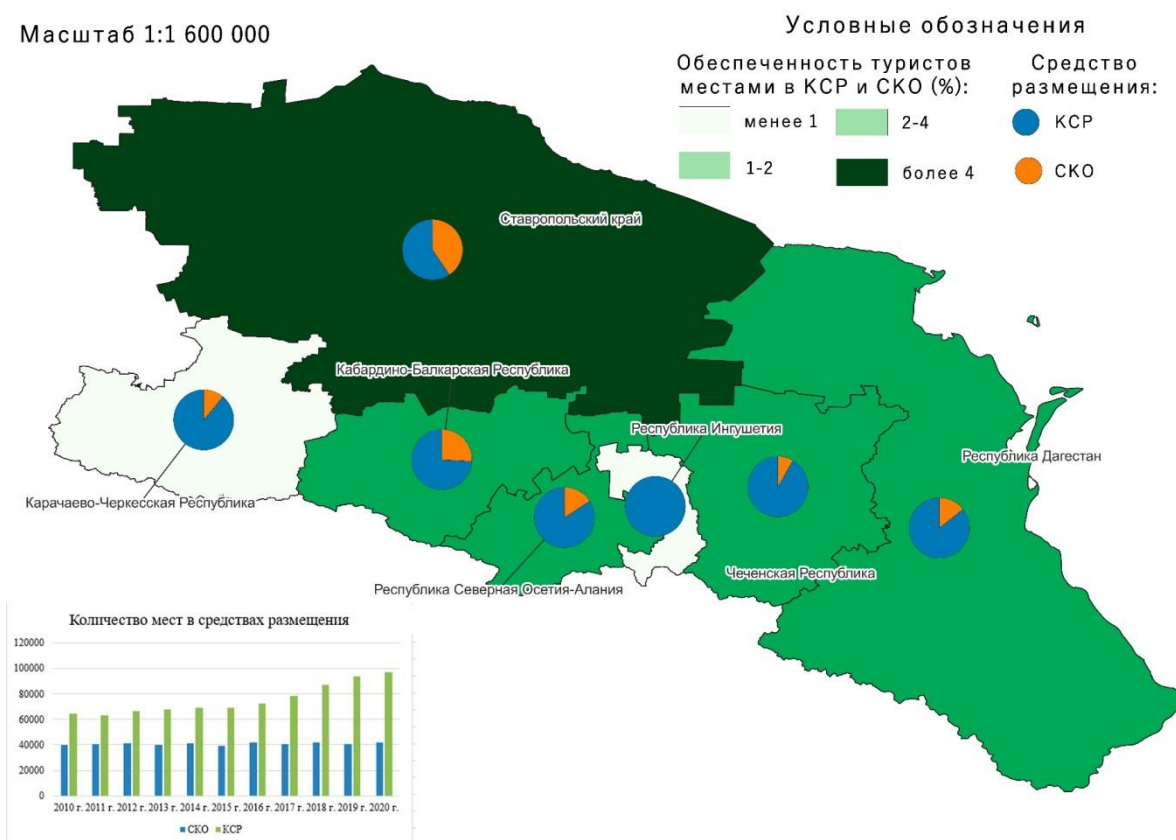 Масштаб 1:1 600 000
Условные обозначения
Обеспеченность туристов
местами в КСР и СКО (%):
менее 1
2-4
1-2
более 4
Средство
размещения:
КСР
СКО
Ставропольский край
Кабардино-Балкарская Республика
Республика Ингушетия
Республика Дагестан
Карачаево-Черкесская Республика
Чеченская Республика
Республика Северная Осетия-Алания
Количество мест в средствах размещения
120000
100000
80000
60000
40000
20000
0
2010 г. 2011 г. 2012 г. 2013 г. 2014 г. 2015 г. 2016 г. 2017 г. 2018 г. 2019 г. 2020 г.
СКО КСР